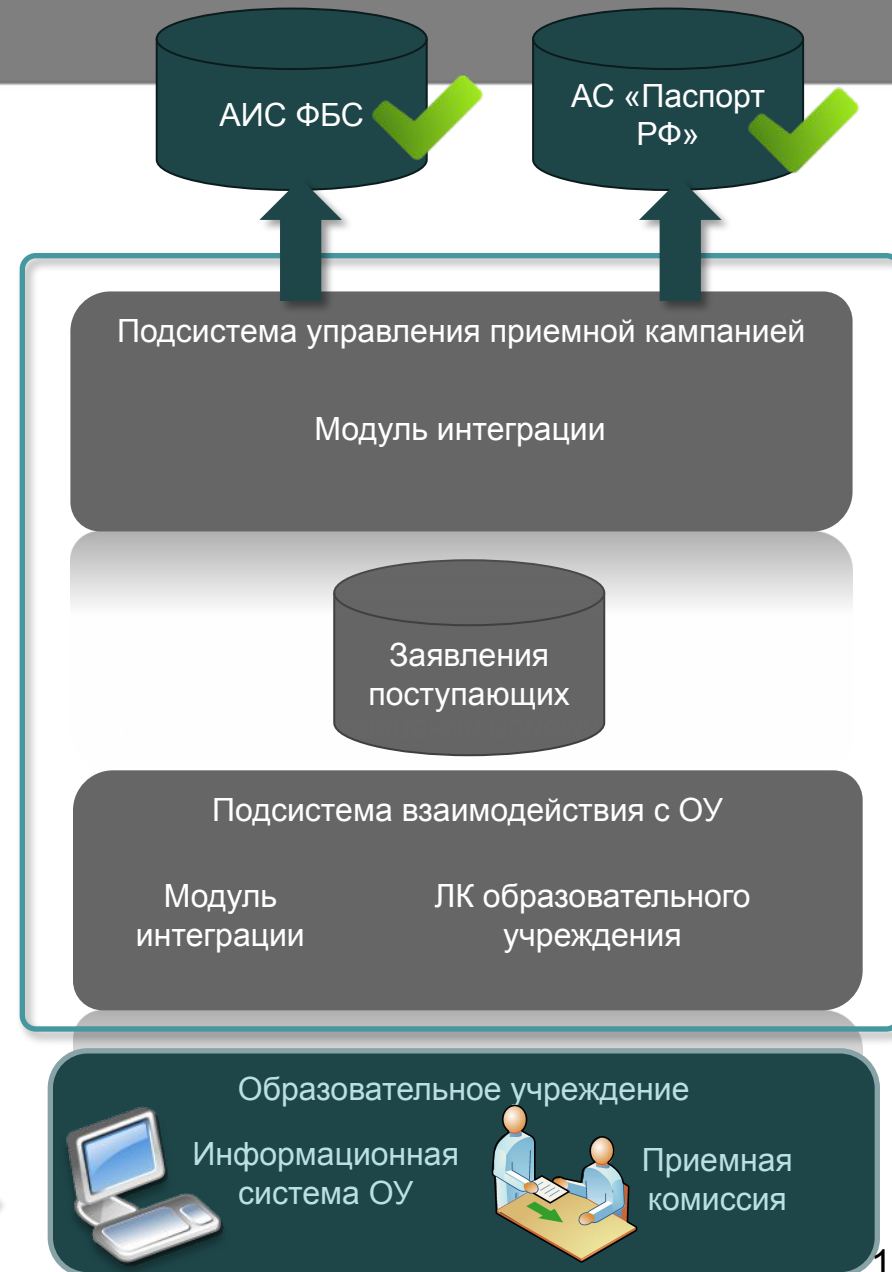 АИС ФБС
АС «Паспорт
РФ»
Подсистема управления приемной кампанией
Модуль интеграции
Заявления
поступающих
Подсистема взаимодействия с ОУ
Модуль
интеграции
ЛК образовательного
учреждения
Образовательное учреждение
Информационная
система ОУ
Приемная
комиссия
1